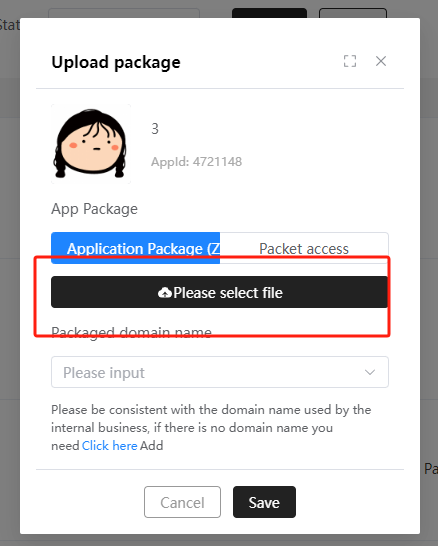 Stat
Upload package
3
AppId: 4721148
App Package
Application Package (Z
Packet access
Please select file
Packaged domain name
Please input
Please be consistent with the domain name used by the
internal business, if there is no domain name you
need Click here Add
Pa
Cancel
Save